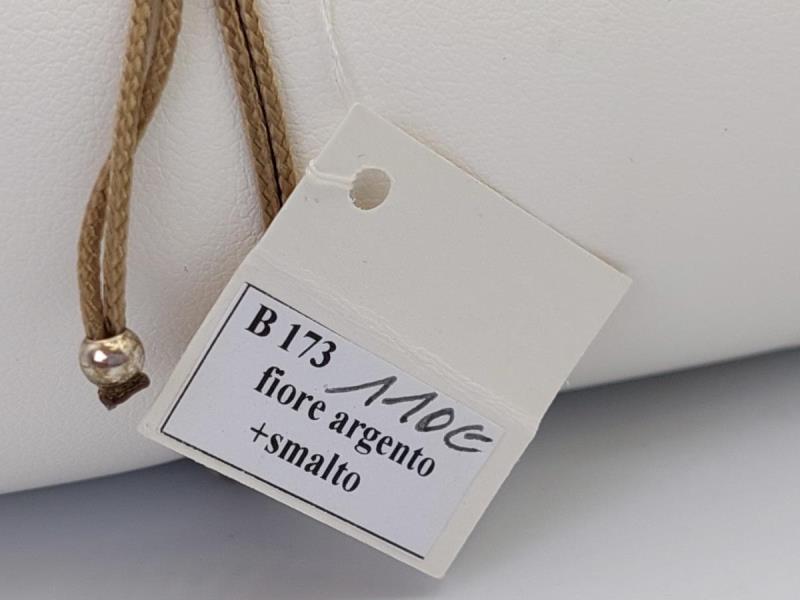 B 173
110€
fiore argento
+smalto